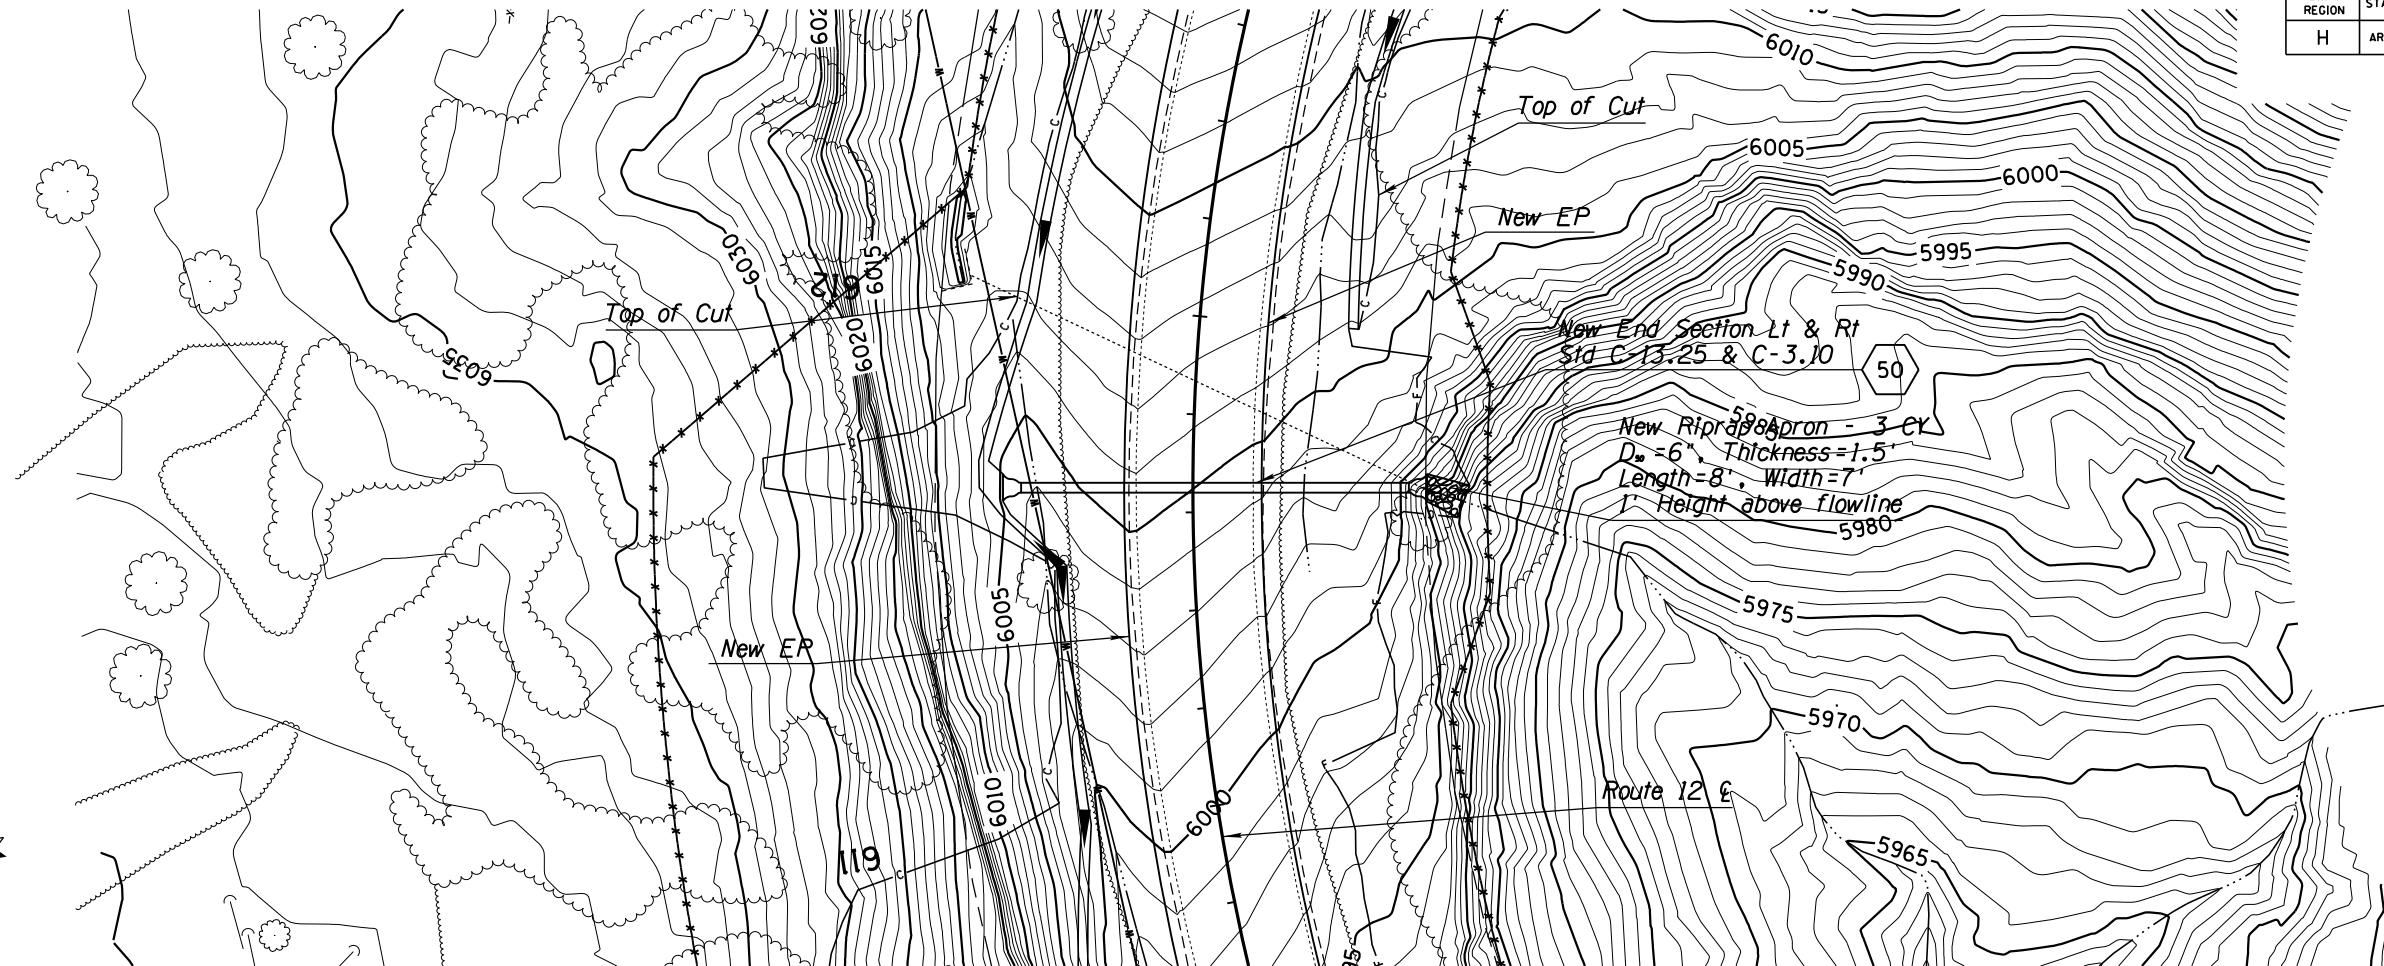 REGION
H
6010
Top of Cut
6005
6000
New EP
5995
5990
6030
6015
612
Top of Cut
6020
6035
New End Section Lt & Rt
Std C-13.25 & C-3.10
50
5985
New Riprap Apron - 3 CY
D₅₀=6", Thickness=1.5'
Length=8', Width=7'
1' Height above flowline
5980
5975
6005
New EP
5970
6010
6000
Route 12 ℄
5965
611